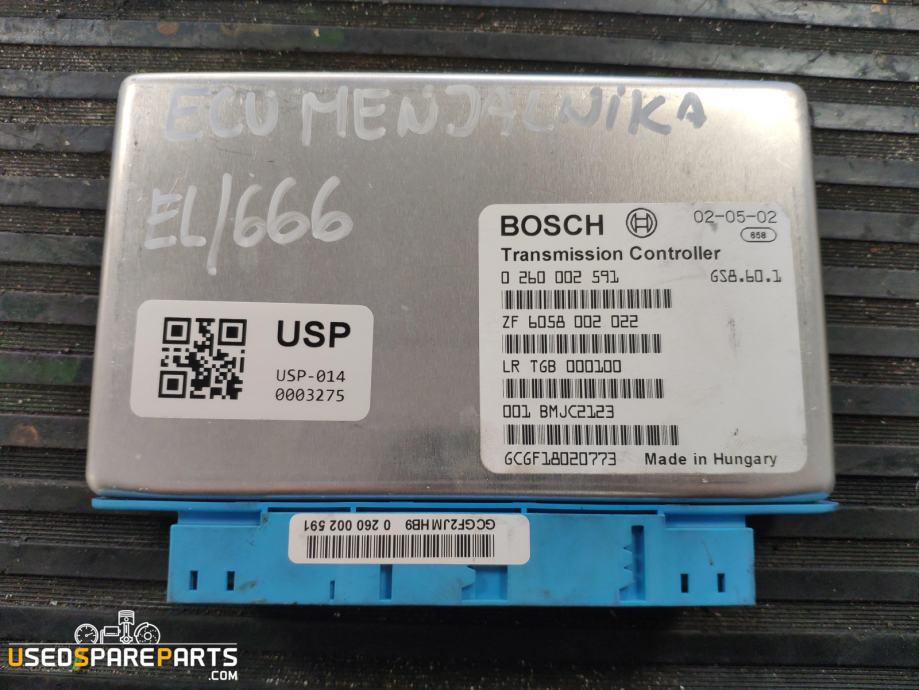 ECU MENJALNIKA
EL/666
BOSCH 02-05-02
658
Transmission Controller
0 260 002 591 GS8.60.1
ZF 6058 002 022
LR TGB 000100
001 BMJC2123
GCGF18020773 Made in Hungary
USP
USP-014
0003275
GCGF2JMHB9 0 260 002 591
USEDSPAREPARTS
.COM